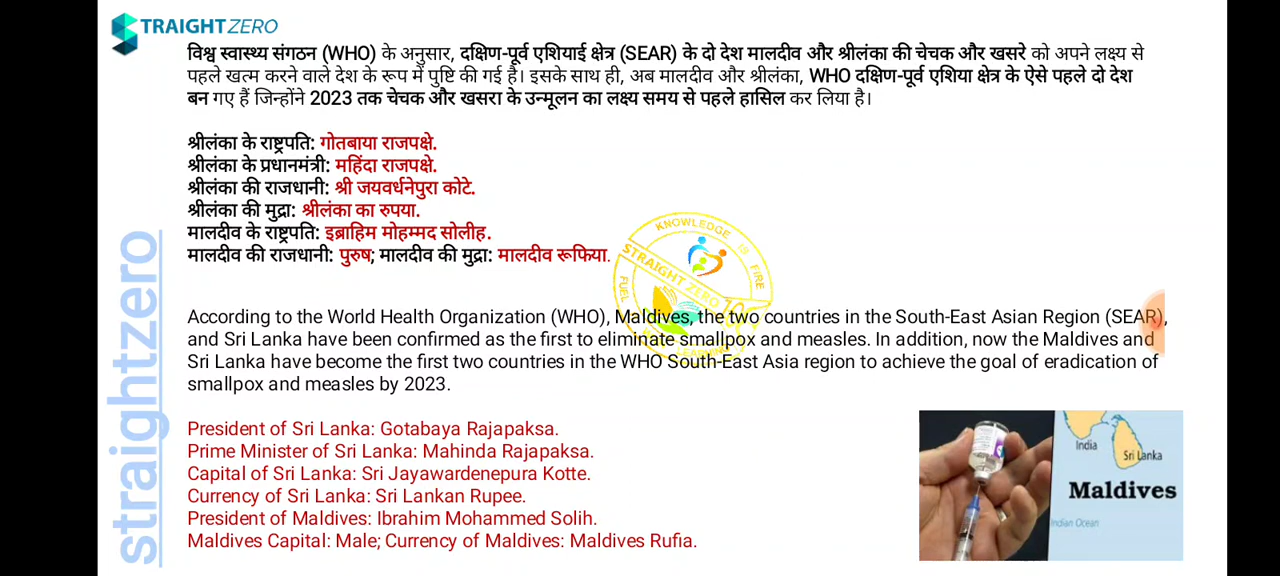 TRAIGHT ZERO
विश्व स्वास्थ्य संगठन (WHO) के अनुसार, दक्षिण-पूर्व एशियाई क्षेत्र (SEAR) के दो देश मालदीव और श्रीलंका की चेचक और खसरे को अपने लक्ष्य से
पहले खत्म करने वाले देश के रूप में पुष्टि की गई है। इसके साथ ही, अब मालदीव और श्रीलंका, WHO दक्षिण-पूर्व एशिया क्षेत्र के ऐसे पहले दो देश
बन गए हैं जिन्होंने 2023 तक चेचक और खसरा के उन्मूलन का लक्ष्य समय से पहले हासिल कर लिया है।
श्रीलंका के राष्ट्रपति: गोतबाया राजपक्षे.
श्रीलंका के प्रधानमंत्री: महिंदा राजपक्षे.
श्रीलंका की राजधानी: श्री जयवर्धनेपुरा कोटे.
श्रीलंका की मुद्रा: श्रीलंका का रुपया.
मालदीव के राष्ट्रपति: इब्राहिम मोहम्मद सोलीह.
मालदीव की राजधानी: पुरुष; मालदीव की मुद्रा: मालदीव रूफिया.
KNOWLEDGE IS FIRE
STRAIGHT ZERO
FUEL
straightzero
According to the World Health Organization (WHO), Maldives, the two countries in the South-East Asian Region (SEAR),
and Sri Lanka have been confirmed as the first to eliminate smallpox and measles. In addition, now the Maldives and
Sri Lanka have become the first two countries in the WHO South-East Asia region to achieve the goal of eradication of
smallpox and measles by 2023.
President of Sri Lanka: Gotabaya Rajapaksa.
Prime Minister of Sri Lanka: Mahinda Rajapaksa.
Capital of Sri Lanka: Sri Jayawardenepura Kotte.
Currency of Sri Lanka: Sri Lankan Rupee.
President of Maldives: Ibrahim Mohammed Solih.
Maldives Capital: Male; Currency of Maldives: Maldives Rufia.
India
Sri Lanka
Maldives
Indian Ocean